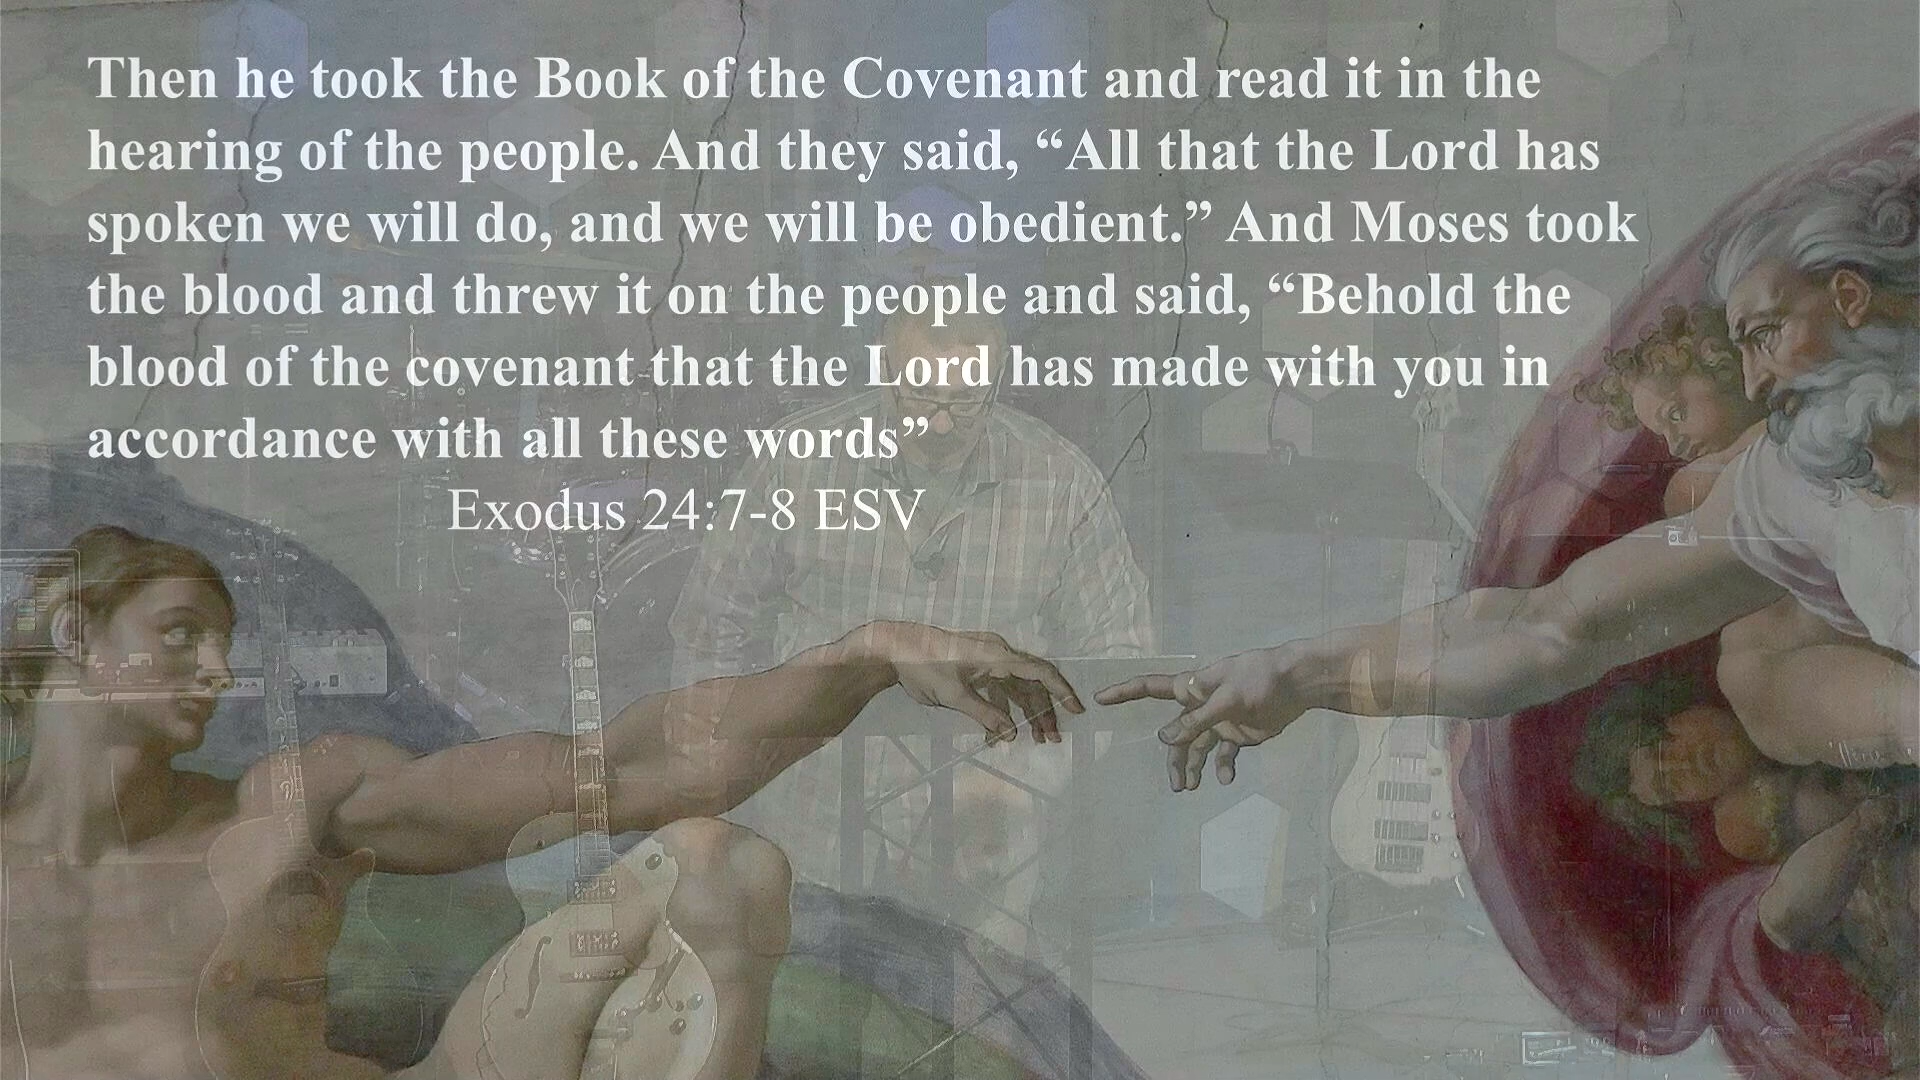 Then he took the Book of the Covenant and read it in the
hearing of the people. And they said, “All that the Lord has
spoken we will do, and we will be obedient.” And Moses took
the blood and threw it on the people and said, “Behold the
blood of the covenant that the Lord has made with you in
accordance with all these words”
Exodus 24:7-8 ESV